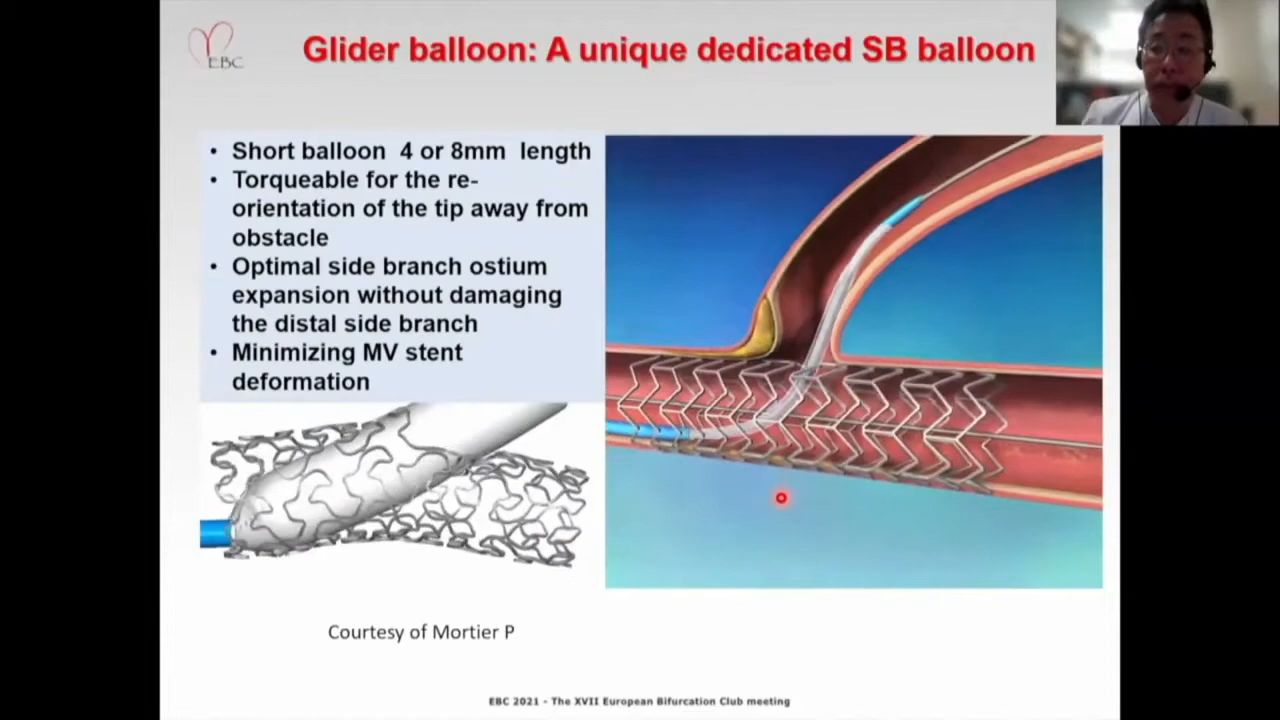 EBC
Glider balloon: A unique dedicated SB balloon
• Short balloon 4 or 8mm length
• Torqueable for the re-
orientation of the tip away from
obstacle
• Optimal side branch ostium
expansion without damaging
the distal side branch
• Minimizing MV stent
deformation
Courtesy of Mortier P
EBC 2021 - The XVII European Bifurcation Club meeting